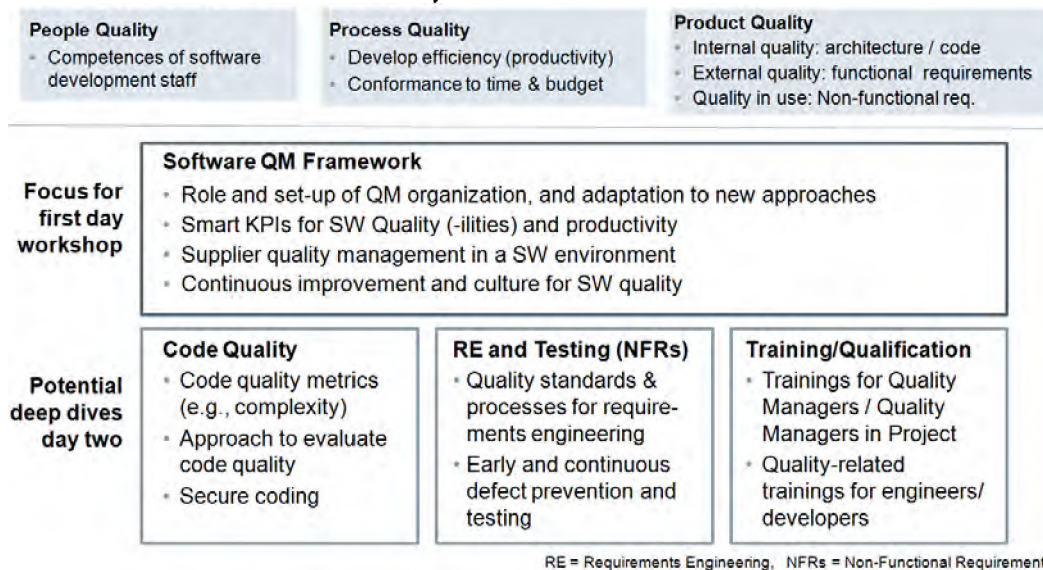 People Quality
• Competences of software
development staff
Process Quality
• Develop efficiency (productivity)
• Conformance to time & budget
Product Quality
• Internal quality: architecture / code
• External quality: functional requirements
• Quality in use: Non-functional req.
Focus for
first day
workshop
Software QM Framework
• Role and set-up of QM organization, and adaptation to new approaches
• Smart KPIs for SW Quality (-ilities) and productivity
• Supplier quality management in a SW environment
• Continuous improvement and culture for SW quality
Potential
deep dives
day two
Code Quality
• Code quality metrics
(e.g., complexity)
• Approach to evaluate
code quality
• Secure coding
RE and Testing (NFRs)
• Quality standards &
processes for require-
ments engineering
• Early and continuous
defect prevention and
testing
Training/Qualification
• Trainings for Quality
Managers / Quality
Managers in Project
• Quality-related
trainings for engineers/
developers
RE = Requirements Engineering, NFRs = Non-Functional Requirement